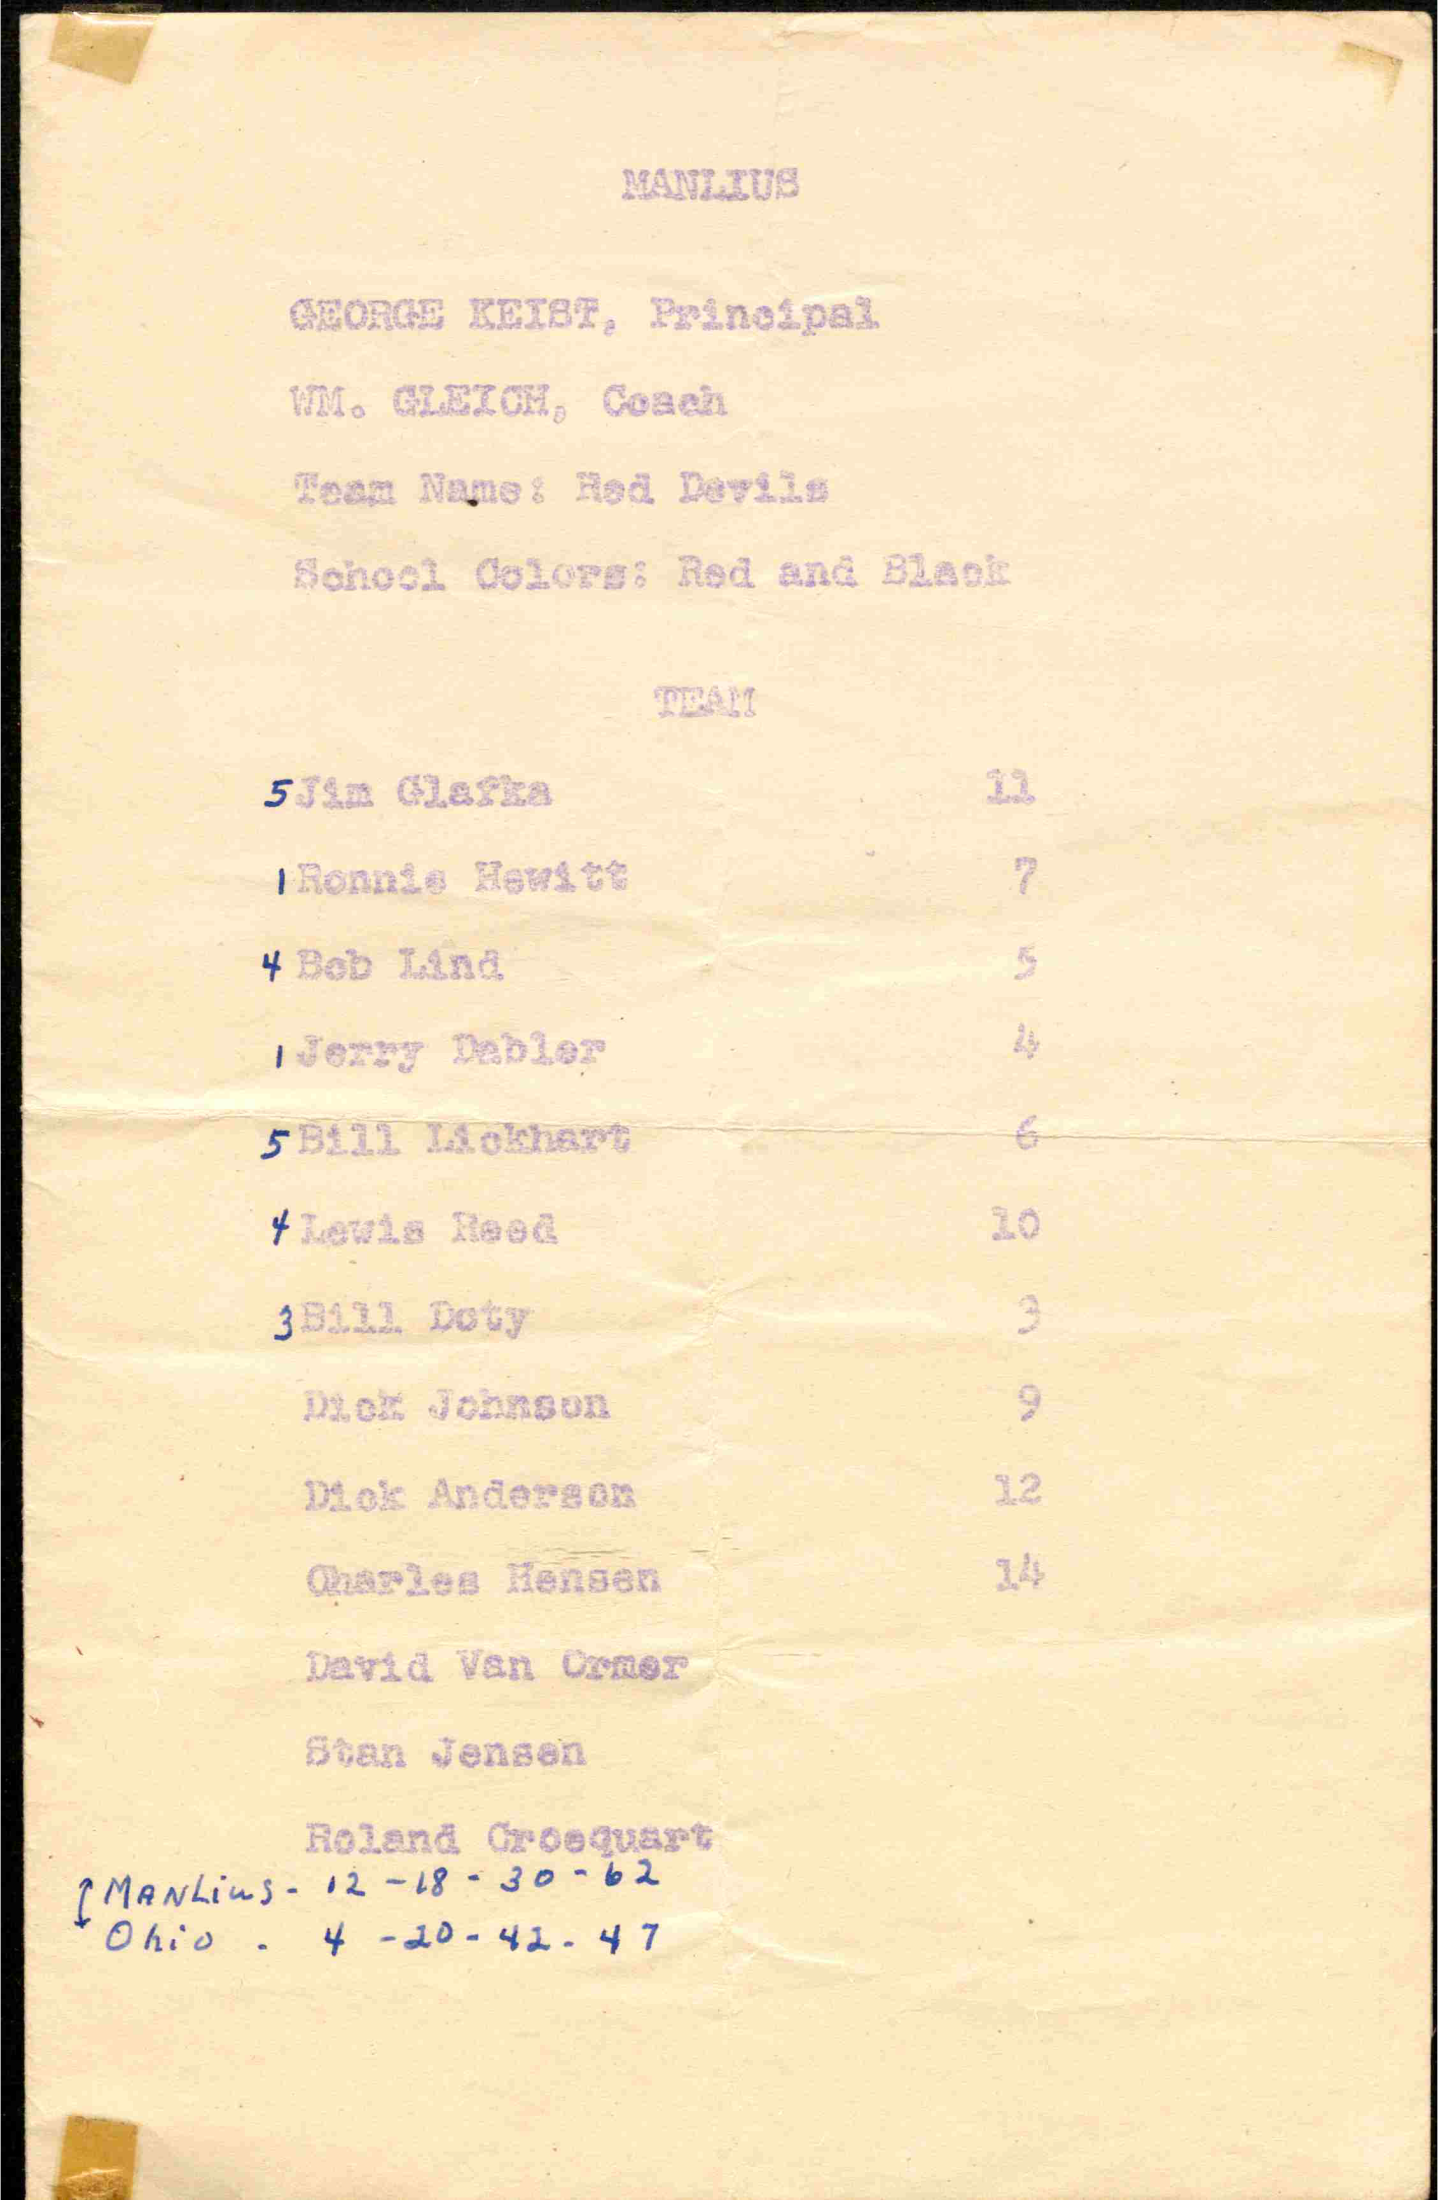 MANLIUS
GEORGE KEIST, Principal
WM. GLEICH, Coach
Team Name: Red Devils
School Colors: Red and Black
TEAM
5 Jim Glafka 11
1 Ronnie Hewitt 7
4 Bob Lind 5
1 Jerry Dabler 4
5 Bill Lickhart 6
4 Lewis Reed 10
3 Bill Doty 3
Dick Johnson 9
Dick Anderson 12
Charles Hensen 14
David Van Ormer
Stan Jensen
Roland Croequart
MANLius - 12 - 18 - 30 - 62
Ohio - 4 - 20 - 42 - 47